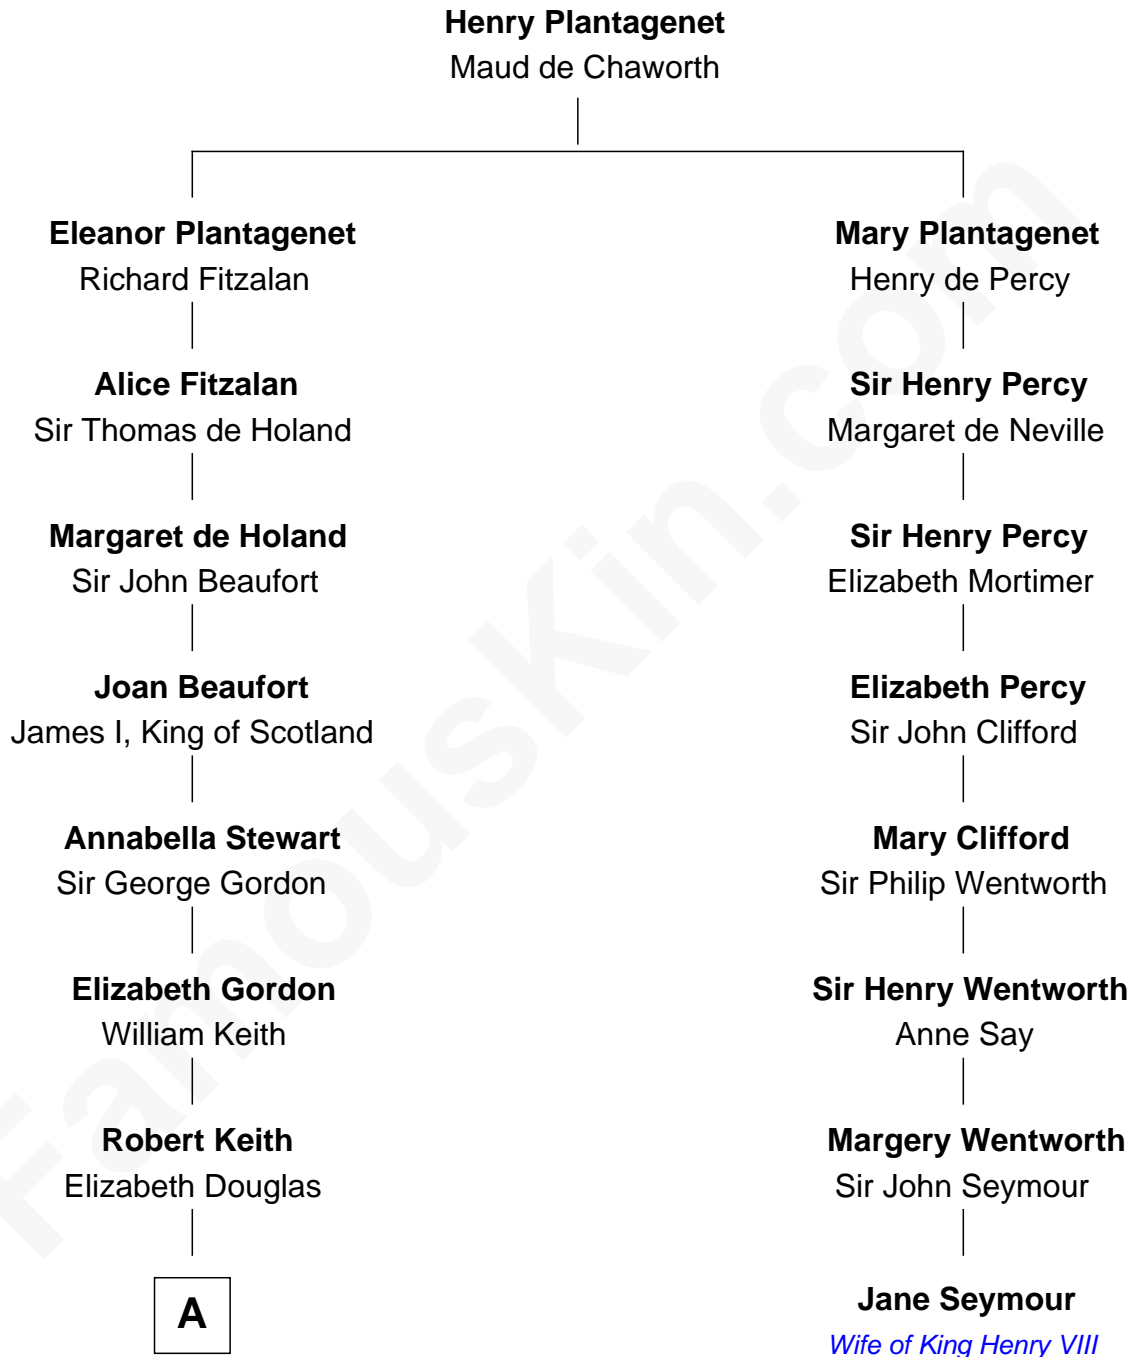 Henry Plantagenet
Maud de Chaworth
Eleanor Plantagenet
Richard Fitzalan
Mary Plantagenet
Henry de Percy
Alice Fitzalan
Sir Thomas de Holand
Sir Henry Percy
Margaret de Neville
Margaret de Holand
Sir John Beaufort
Sir Henry Percy
Elizabeth Mortimer
Joan Beaufort
James I, King of Scotland
Elizabeth Percy
Sir John Clifford
Annabella Stewart
Sir George Gordon
Mary Clifford
Sir Philip Wentworth
Elizabeth Gordon
William Keith
Sir Henry Wentworth
Anne Say
Robert Keith
Elizabeth Douglas
Margery Wentworth
Sir John Seymour
A
Jane Seymour
Wife of King Henry VIII
FamousKin.com